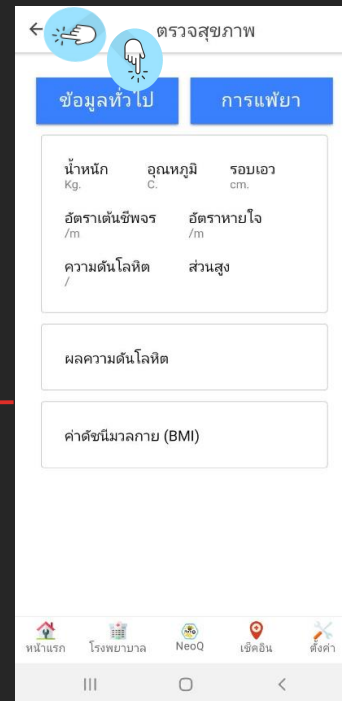 ตรวจสุขภาพ
ข้อมูลทั่วไป การแพ้ยา
น้ำหนัก อุณหภูมิ รอบเอว
Kg. C. cm.
อัตราเต้นชีพจร อัตราหายใจ
/m /m
ความดันโลหิต ส่วนสูง
/
ผลความดันโลหิต
ค่าดัชนีมวลกาย (BMI)
หน้าแรก โรงพยาบาล NeoQ เช็คอิน ตั้งค่า